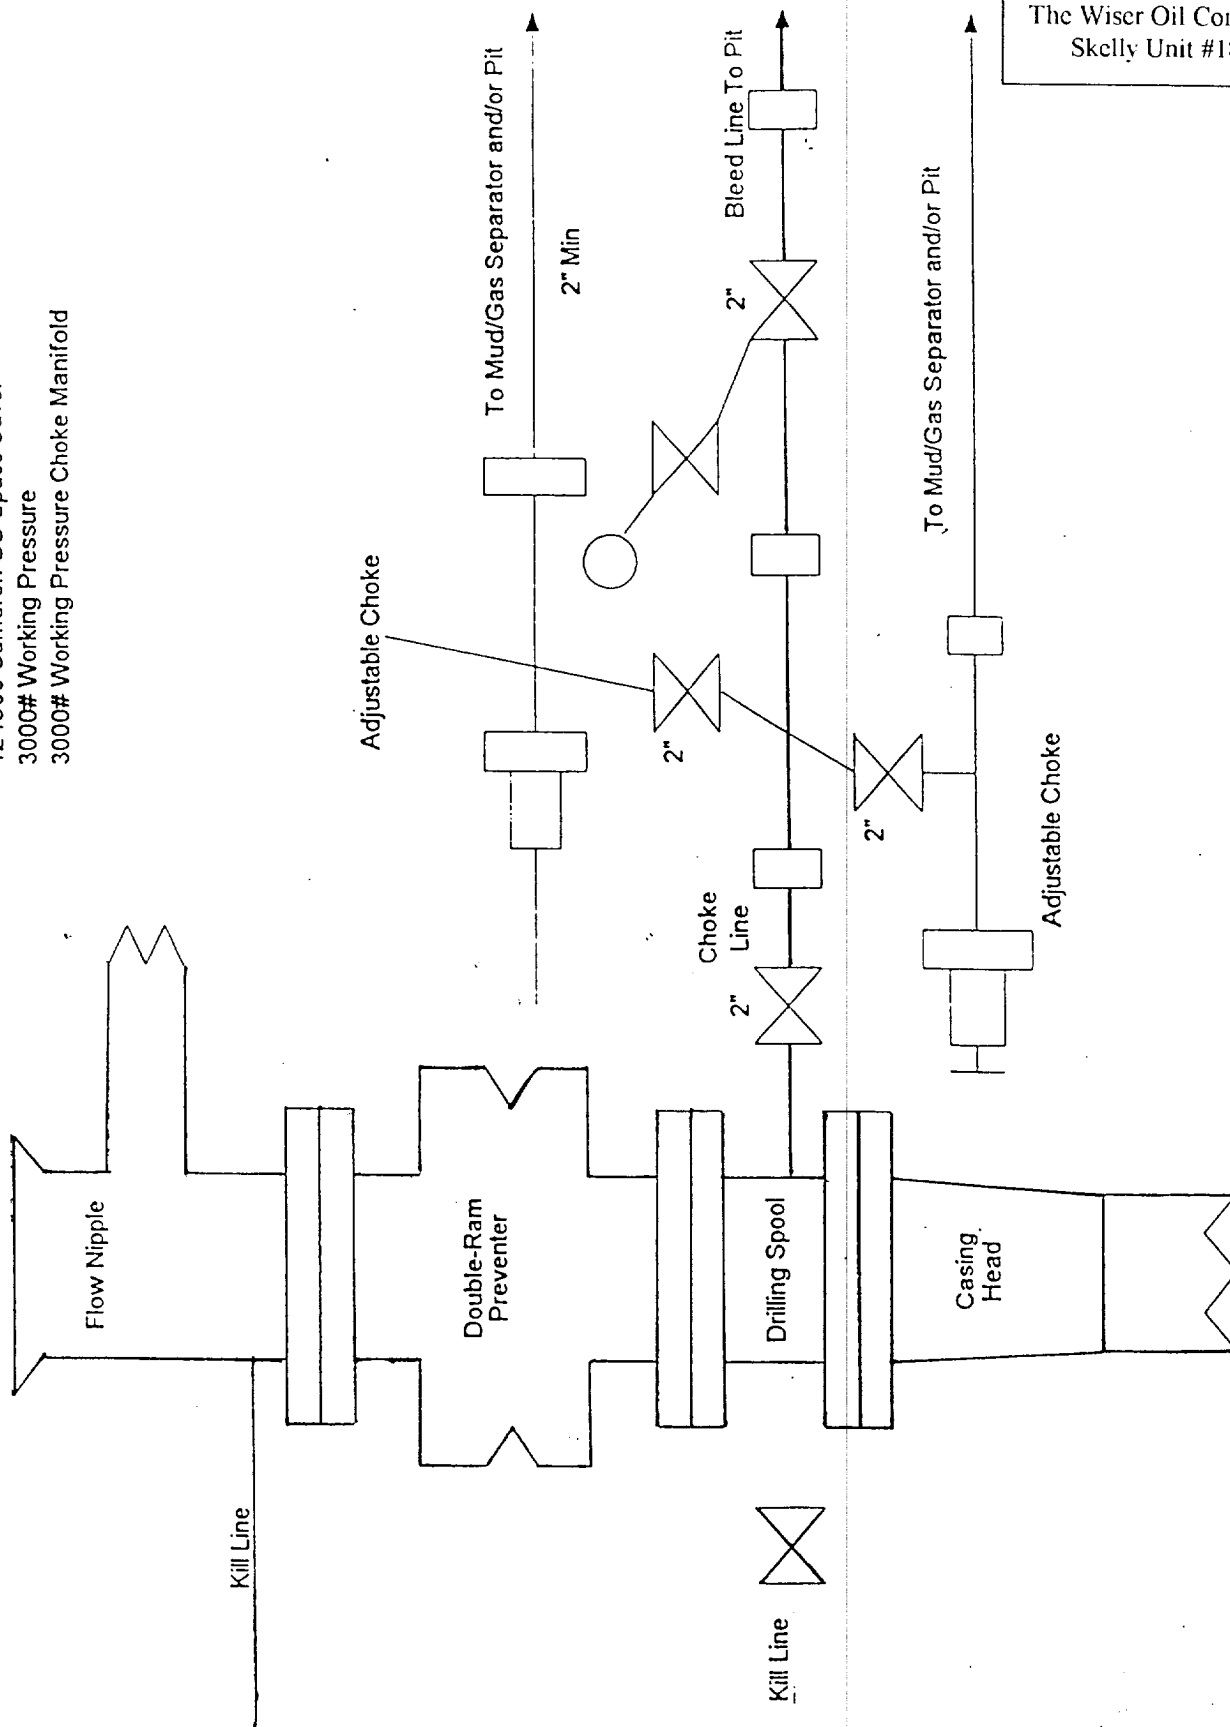 The Wiser Oil
Skelly Unit
3000# Working Pressure
3000# Working Pressure Choke Manifold
Adjustable Choke
To Mud/Gas Separator and/or Pit
2" Min
Bleed Line To Pit
2"
2"
2"
Choke
Line
2"
To Mud/Gas Separator and/or Pit
Adjustable Choke
Flow Nipple
Double-Ram
Preventer
Drilling Spool
Casing
Head
Kill Line
Kill Line